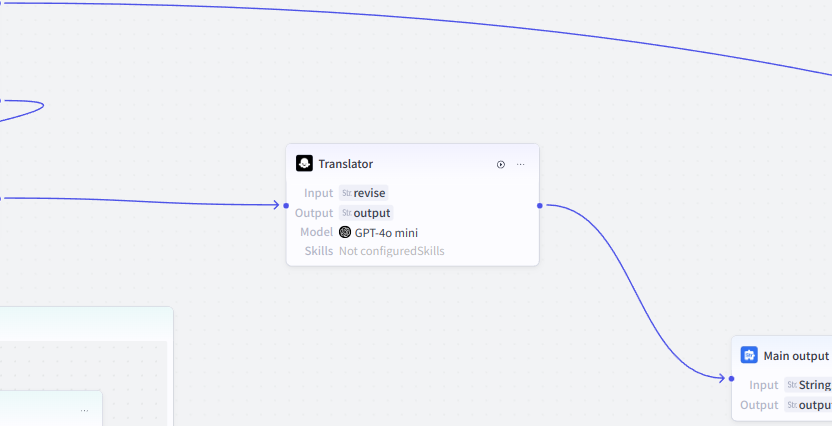 Translator
Input Str. revise
Output Str. output
Model GPT-4o mini
Skills Not configuredSkills
Main output
Input Str. String
Output Str.